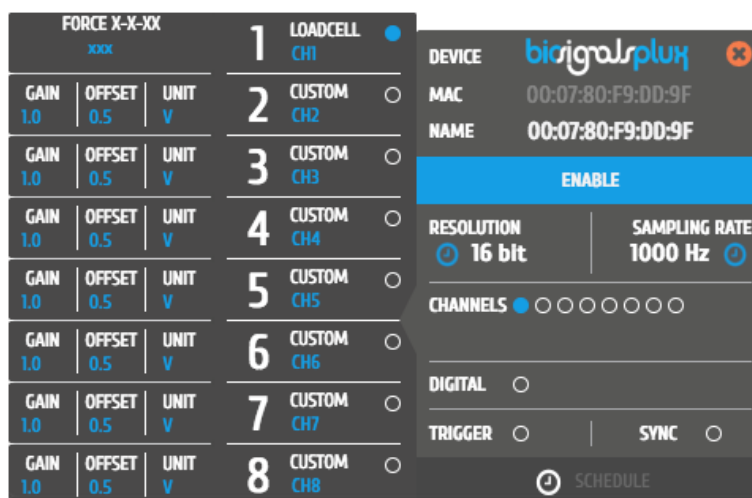 FORCE X-X-XX
xxx
1 LOADCELL
CH1
GAIN OFFSET UNIT 2 CUSTOM
1.0 0.5 V CH2
GAIN OFFSET UNIT 3 CUSTOM
1.0 0.5 V CH3
GAIN OFFSET UNIT 4 CUSTOM
1.0 0.5 V CH4
GAIN OFFSET UNIT 5 CUSTOM
1.0 0.5 V CH5
GAIN OFFSET UNIT 6 CUSTOM
1.0 0.5 V CH6
GAIN OFFSET UNIT 7 CUSTOM
1.0 0.5 V CH7
GAIN OFFSET UNIT 8 CUSTOM
1.0 0.5 V CH8
DEVICE biosignalsplux
MAC 00:07:80:F9:DD:9F
NAME 00:07:80:F9:DD:9F
ENABLE
RESOLUTION SAMPLING RATE
16 bit 1000 Hz
CHANNELS
DIGITAL
TRIGGER SYNC
SCHEDULE